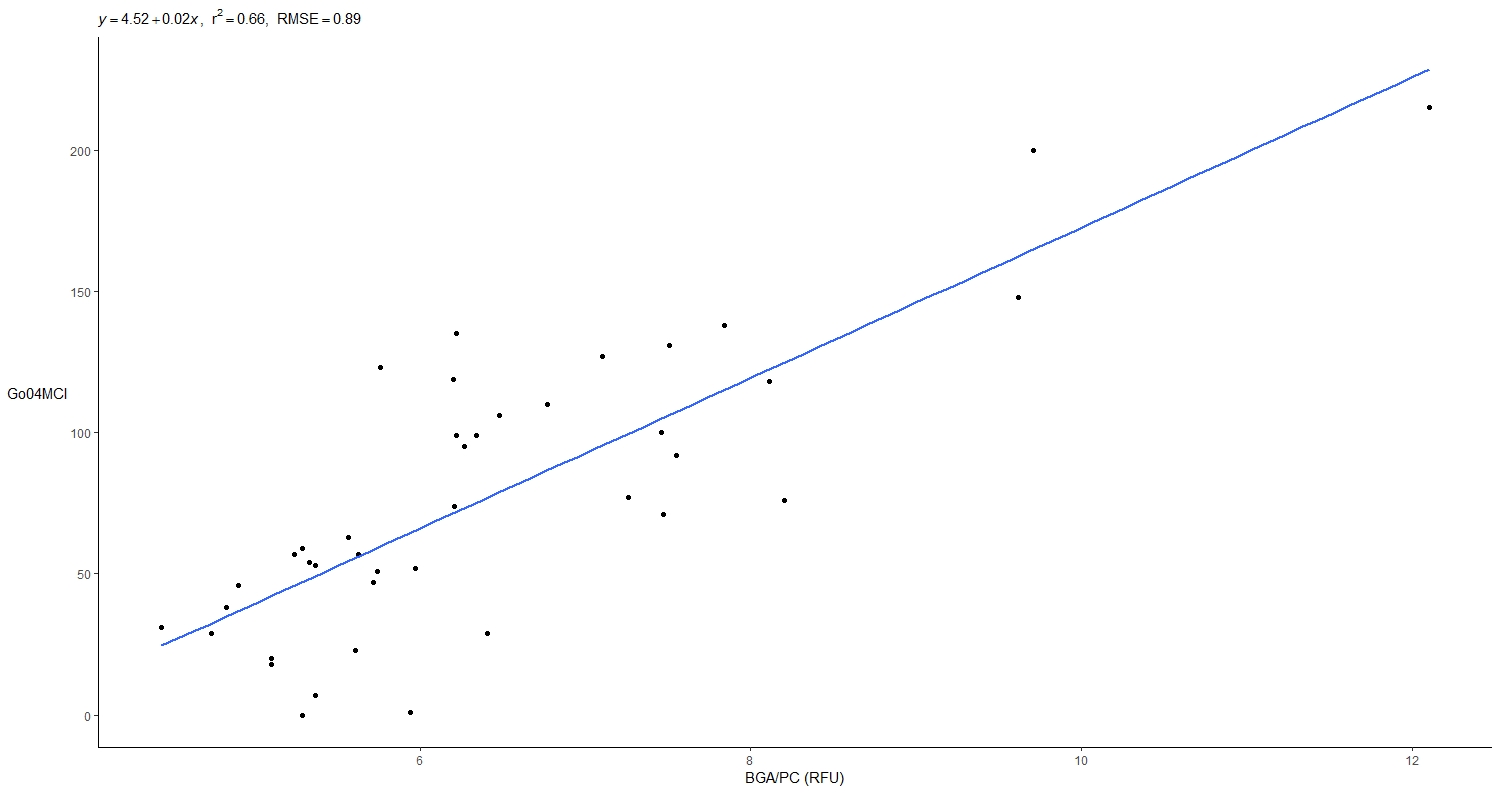 y = 4.52 + 0.02x, r² = 0.66, RMSE = 0.89
200
150
Go04MCI
100
50
0
6 8 10 12
BGA/PC (RFU)